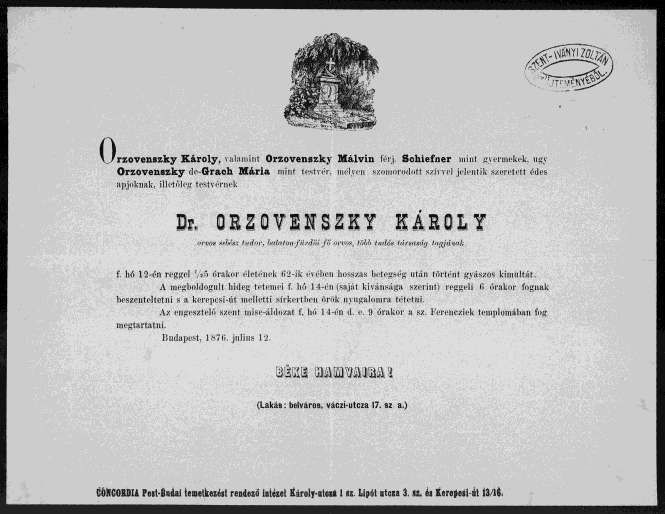 SZENT-IVÁNYI ZOLTÁN
GYŰJTEMÉNYÉBŐL.
Orzovenszky Károly, valamint Orzovenszky Málvin férj. Schiefner mint gyermekek, ugy
Orzovenszky de-Grach Mária mint testvér, mélyen szomorodott szivvel jelentik szeretett édes
apjoknak, illetőleg testvérnek
Dr. ORZOVENSZKY KÁROLY
orvos sebész tudor, balaton-füredi fő orvos, több tudós társaság tagjának
f. hó 12-én reggel ½5 órakor életének 62-ik évében hosszas betegség után történt gyászos kimultát.
A megboldogult hideg tetemei f. hó 14-én (saját kivánsága szerint) reggeli 6 órakor fognak
beszenteltetni s a kerepesi-út melletti sirkertben örök nyugalomra tétetni.
Az engesztelő szent mise-áldozat f. hó 14-én d. e. 9 órakor a sz. Ferencziek templomában fog
megtartatni.
Budapest, 1876. julius 12.
BÉKE HAMVAIRA!
(Lakás: belváros, váczi-utcza 17. sz a.)
CONCORDIA Pest-Budai temetkezést rendező intézet Károly-utcza 1 sz. Lipót utcza 3. sz. és Kerepesi-út 13/16.